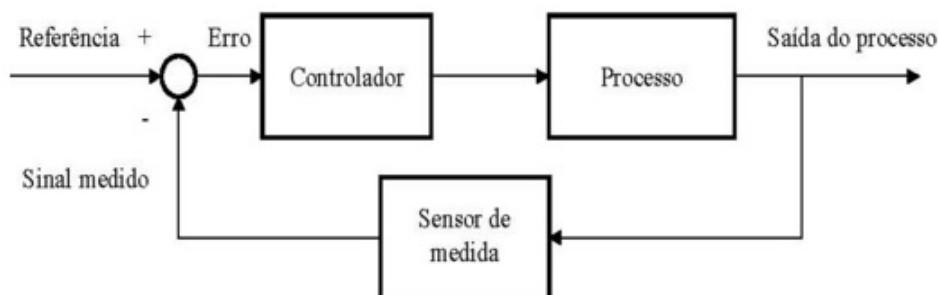 Referência + Erro
Saída do processo
Controlador
Processo
-
Sinal medido
Sensor de
medida